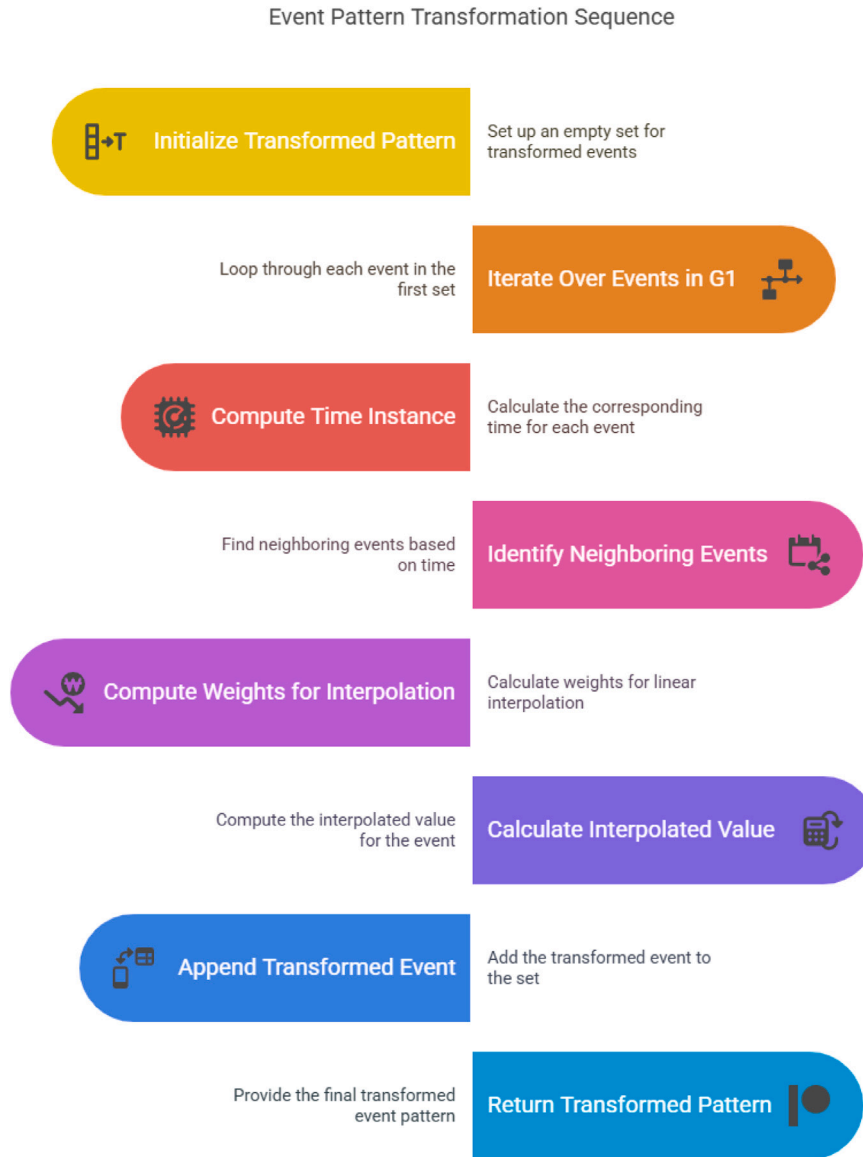 Event Pattern Transformation Sequence
Initialize Transformed Pattern
Set up an empty set for
transformed events
Loop through each event in the
first set
Iterate Over Events in G1
Compute Time Instance
Calculate the corresponding
time for each event
Find neighboring events based
on time
Identify Neighboring Events
Compute Weights for Interpolation
Calculate weights for linear
interpolation
Compute the interpolated value
for the event
Calculate Interpolated Value
Append Transformed Event
Add the transformed event to
the set
Provide the final transformed
event pattern
Return Transformed Pattern